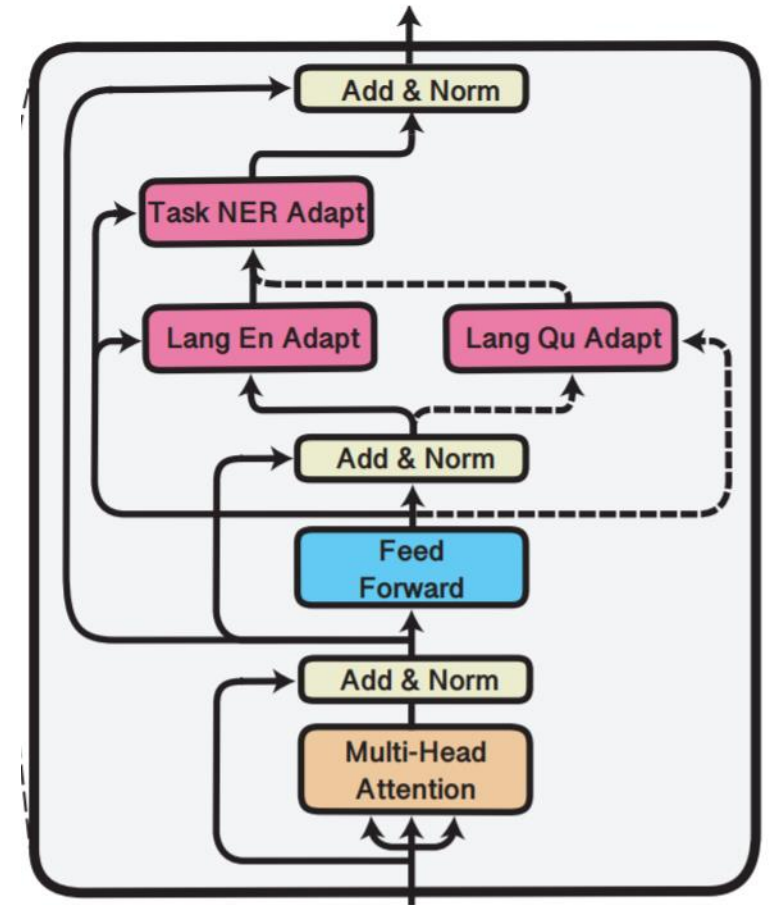 Add & Norm
Task NER Adapt
Lang En Adapt
Lang Qu Adapt
Add & Norm
Feed
Forward
Add & Norm
Multi-Head
Attention